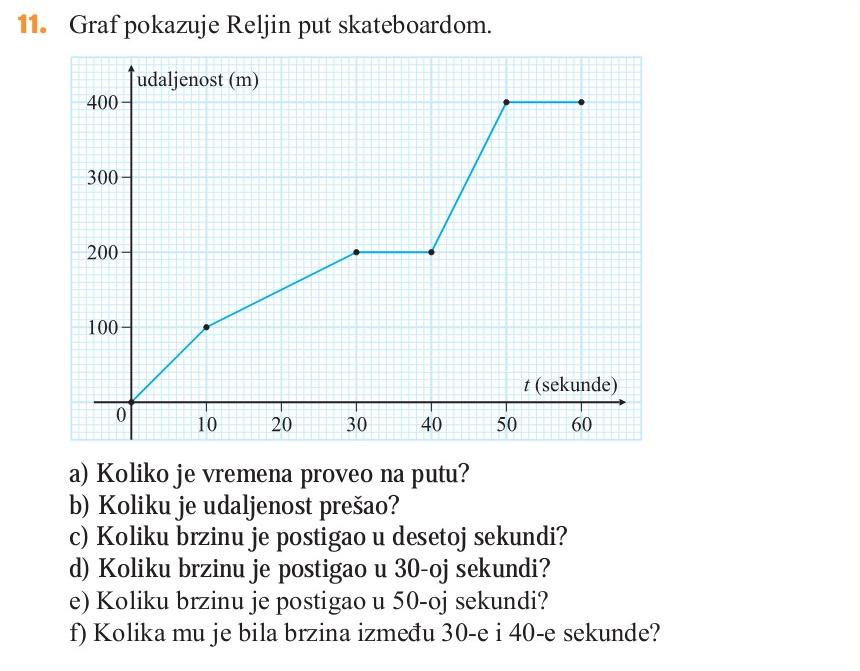 11. Graf pokazuje Reljin put skateboardom.
udaljenost (m)
400
300
200
100
t (sekunde)
0
10 20 30 40 50 60
a) Koliko je vremena proveo na putu?
b) Koliku je udaljenost prešao?
c) Koliku brzinu je postigao u desetoj sekundi?
d) Koliku brzinu je postigao u 30-oj sekundi?
e) Koliku brzinu je postigao u 50-oj sekundi?
f) Kolika mu je bila brzina između 30-e i 40-e sekunde?